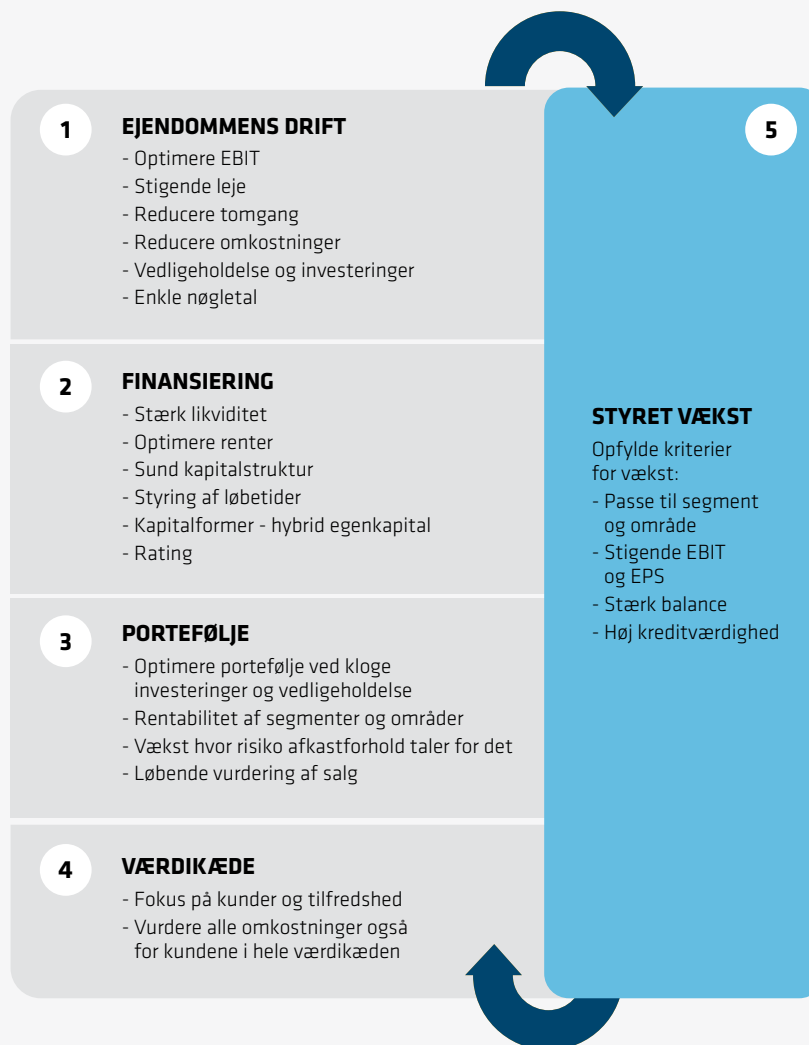 1
EJENDOMMENS DRIFT
- Optimere EBIT
- Stigende leje
- Reducere tomgang
- Reducere omkostninger
- Vedligeholdelse og investeringer
- Enkle nøgletal
2
FINANSIERING
- Stærk likviditet
- Optimere renter
- Sund kapitalstruktur
- Styring af løbetider
- Kapitalformer - hybrid egenkapital
- Rating
3
PORTEFØLJE
- Optimere portefølje ved kloge
investeringer og vedligeholdelse
- Rentabilitet af segmenter og områder
- Vækst hvor risiko afkastforhold taler for det
- Løbende vurdering af salg
4
VÆRDIKÆDE
- Fokus på kunder og tilfredshed
- Vurdere alle omkostninger også
for kundene i hele værdikæden
5
STYRET VÆKST
Opfylde kriterier
for vækst:
- Passe til segment
og område
- Stigende EBIT
og EPS
- Stærk balance
- Høj kreditværdighed